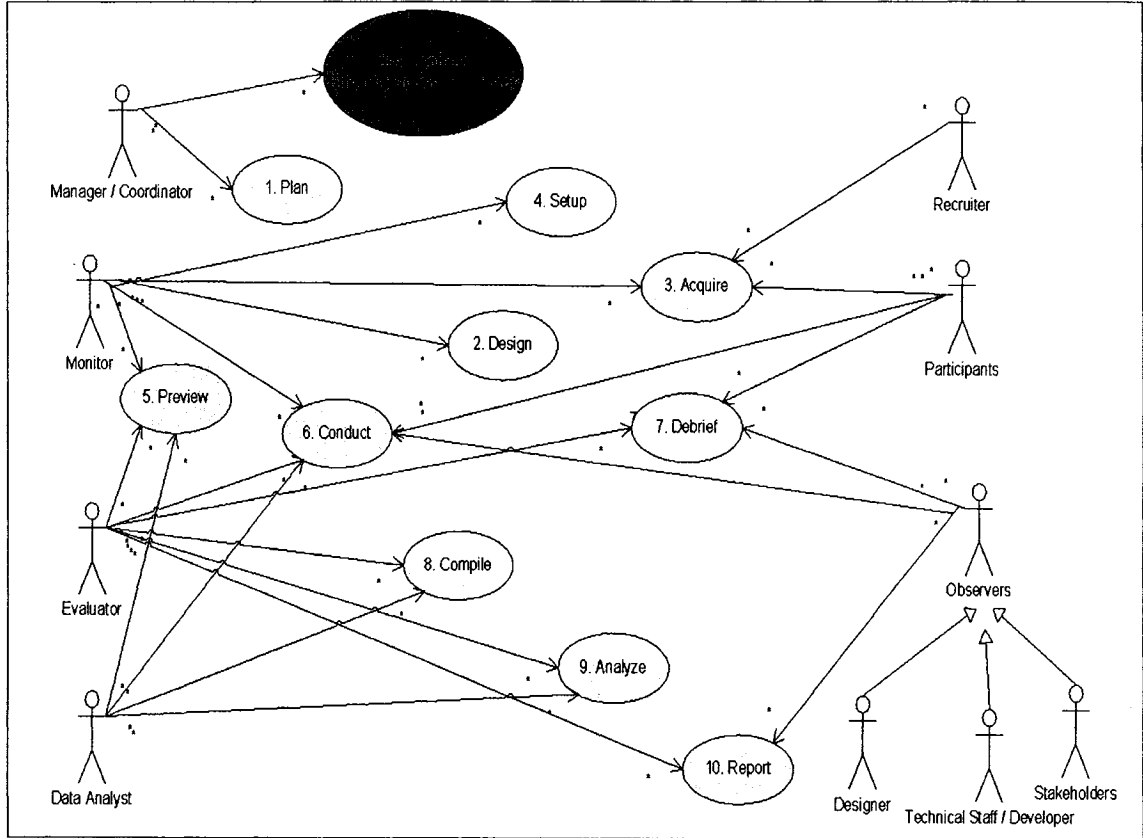 Manager / Coordinator
1. Plan
4. Setup
Recruiter
3. Acquire
Monitor
2. Design
Participants
5. Preview
6. Conduct
7. Debrief
Evaluator
8. Compile
Observers
9. Analyze
Data Analyst
10. Report
Designer
Technical Staff / Developer
Stakeholders